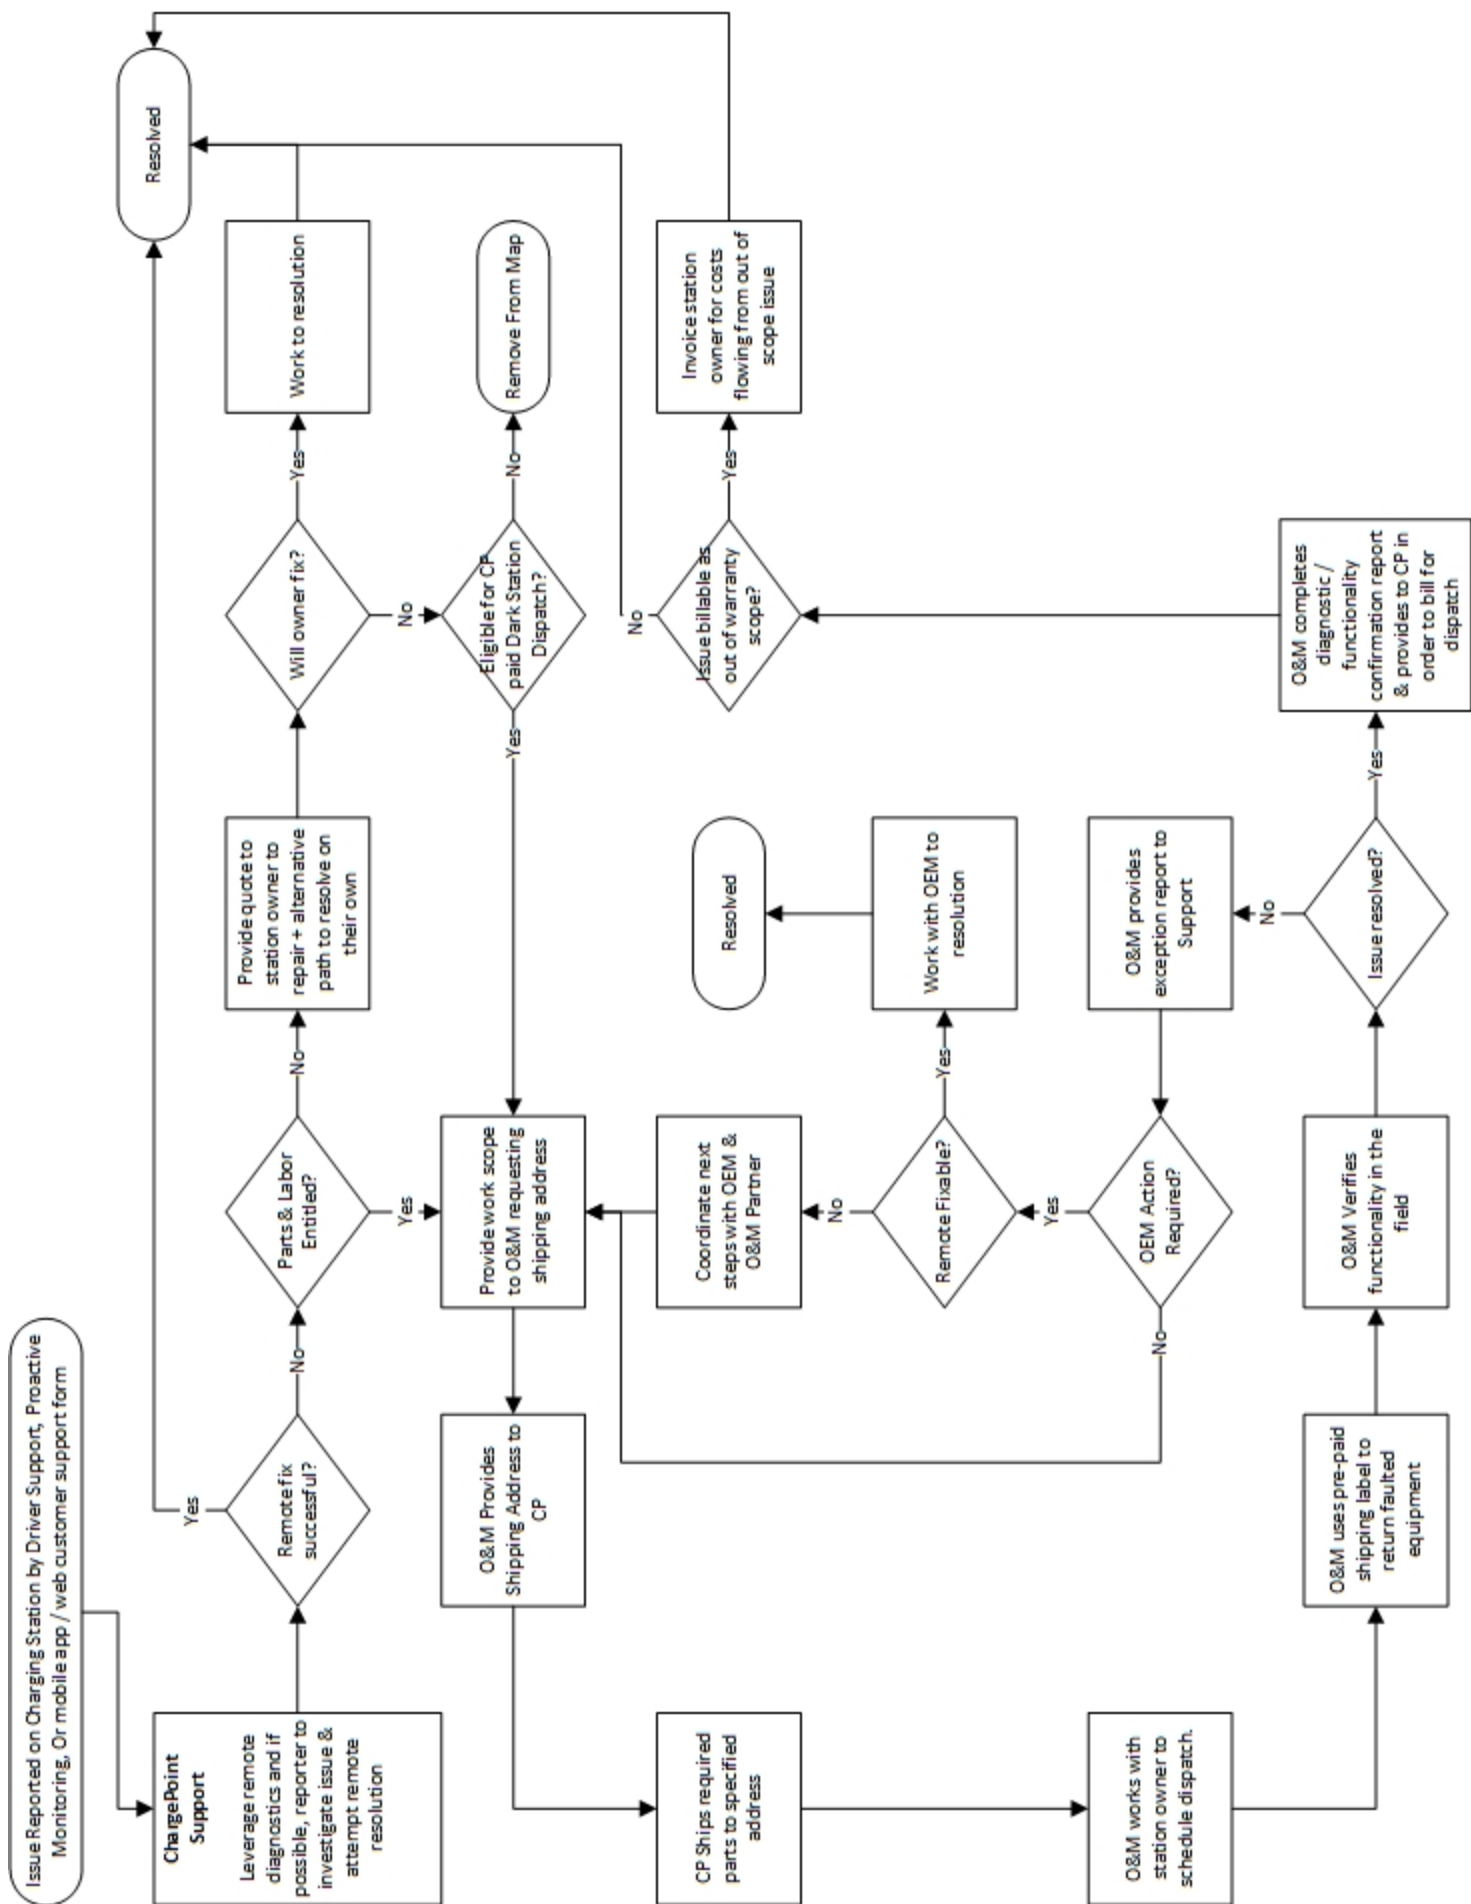 Issue Reported on Charging Station by Driver Support, Proactive
Monitoring, Or mobile app / web customer support form
ChargePoint
Support
Leverage remote
diagnostics and if
possible, reporter to
investigate issue &
attempt remote
resolution
Remote fix
successful?
Yes
No
Parts & Labor
Entitled?
No
Yes
Provide quote to
station owner to
repair + alternative
path to resolve on
their own
Will owner fix?
Yes
No
Work to resolution
Resolved
O&M Provides
Shipping Address to
CP
Provide work scope
to O&M requesting
shipping address
Yes
Eligible for CP
paid Dark Station
Dispatch?
No
Remove From Map
CP Ships required
parts to specified
address
Coordinate next
steps with OEM &
O&M Partner
Resolved
No
Issue billable as
out of warranty
scope?
Yes
Invoice station
owner for costs
flowing from out of
scope issue
No
Remote Fixable?
Yes
Work with OEM to
resolution
O&M works with
station owner to
schedule dispatch.
No
Yes
OEM Action
Required?
O&M provides
exception report to
Support
No
O&M uses pre-paid
shipping label to
return faulted
equipment
O&M Verifies
functionality in the
field
Issue resolved?
Yes
O&M completes
diagnostic /
functionality
confirmation report
& provides to CP in
order to bill for
dispatch